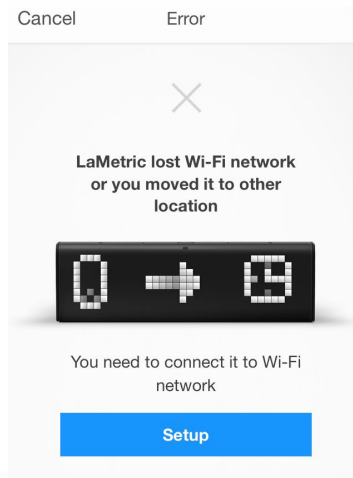 Cancel Error
LaMetric lost Wi-Fi network
or you moved it to other
location
You need to connect it to Wi-Fi
network
Setup